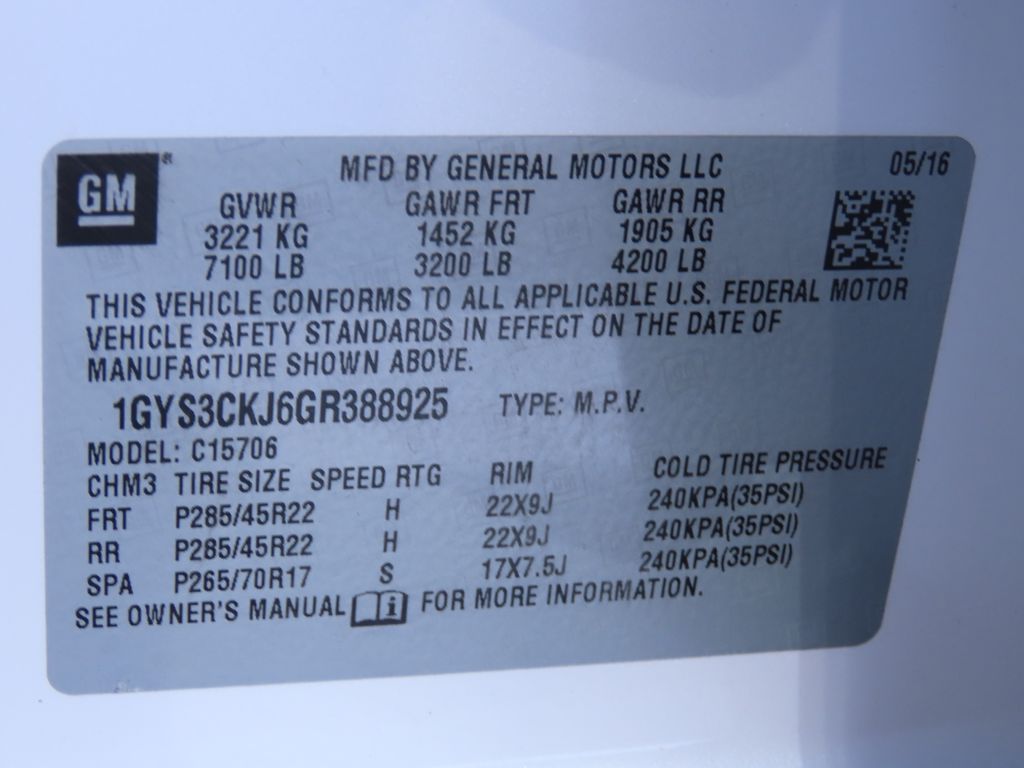 GM ®
MFD BY GENERAL MOTORS LLC 05/16
GVWR GAWR FRT GAWR RR
3221 KG 1452 KG 1905 KG
7100 LB 3200 LB 4200 LB
THIS VEHICLE CONFORMS TO ALL APPLICABLE U.S. FEDERAL MOTOR
VEHICLE SAFETY STANDARDS IN EFFECT ON THE DATE OF
MANUFACTURE SHOWN ABOVE.
1GYS3CKJ6GR388925 TYPE: M.P.V.
MODEL: C15706
CHM3 TIRE SIZE SPEED RTG RIM COLD TIRE PRESSURE
FRT P285/45R22 H 22X9J 240KPA(35PSI)
RR P285/45R22 H 22X9J 240KPA(35PSI)
SPA P265/70R17 S 17X7.5J 240KPA(35PSI)
SEE OWNER'S MANUAL i FOR MORE INFORMATION.